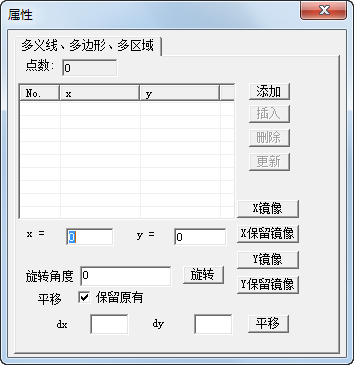 属性
多义线、多边形、多区域
点数: 0
No. x y
添加
插入
删除
更新
X镜像
x = 0 y = 0 X保留镜像
Y镜像
旋转角度 0 旋转 Y保留镜像
平移 保留原有
dx dy 平移